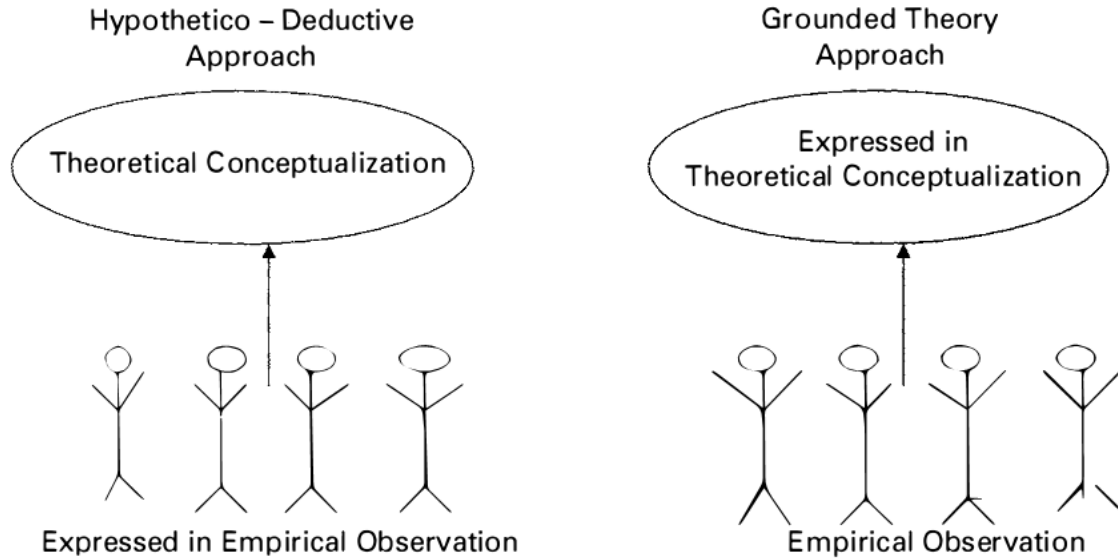 Hypothetico – Deductive
Approach
Theoretical Conceptualization
Expressed in Empirical Observation
Grounded Theory
Approach
Expressed in
Theoretical Conceptualization
Empirical Observation